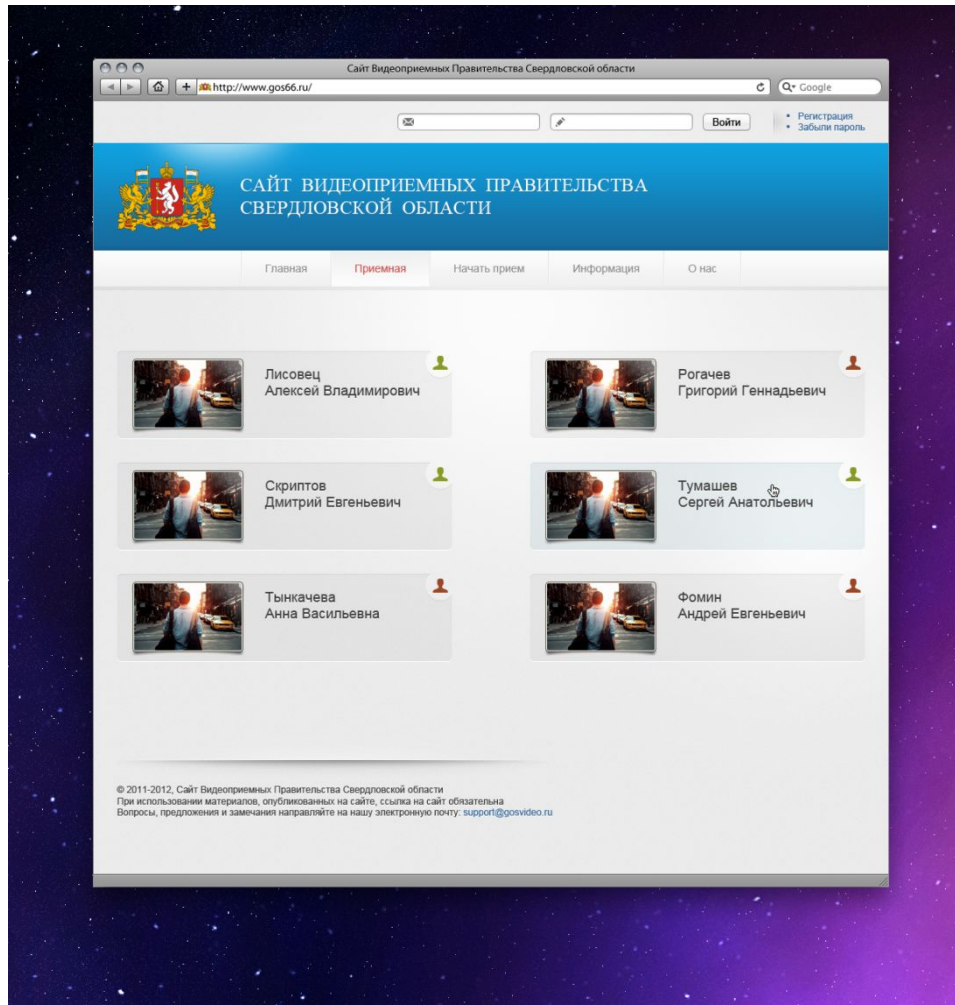 Сайт Видеоприемных Правительства Свердловской области
http://www.gos66.ru/
Google
Войти
Регистрация
Забыли пароль
САЙТ ВИДЕОПРИЕМНЫХ ПРАВИТЕЛЬСТВА
СВЕРДЛОВСКОЙ ОБЛАСТИ
Главная Приемная Начать прием Информация О нас
Лисовец
Алексей Владимирович
Рогачев
Григорий Геннадьевич
Скриптов
Дмитрий Евгеньевич
Тумашев
Сергей Анатольевич
Тынкачева
Анна Васильевна
Фомин
Андрей Евгеньевич
© 2011-2012, Сайт Видеоприемных Правительства Свердловской области
При использовании материалов, опубликованных на сайте, ссылка на сайт обязательна
Вопросы, предложения и замечания направляйте на нашу электронную почту: support@gosvideo.ru